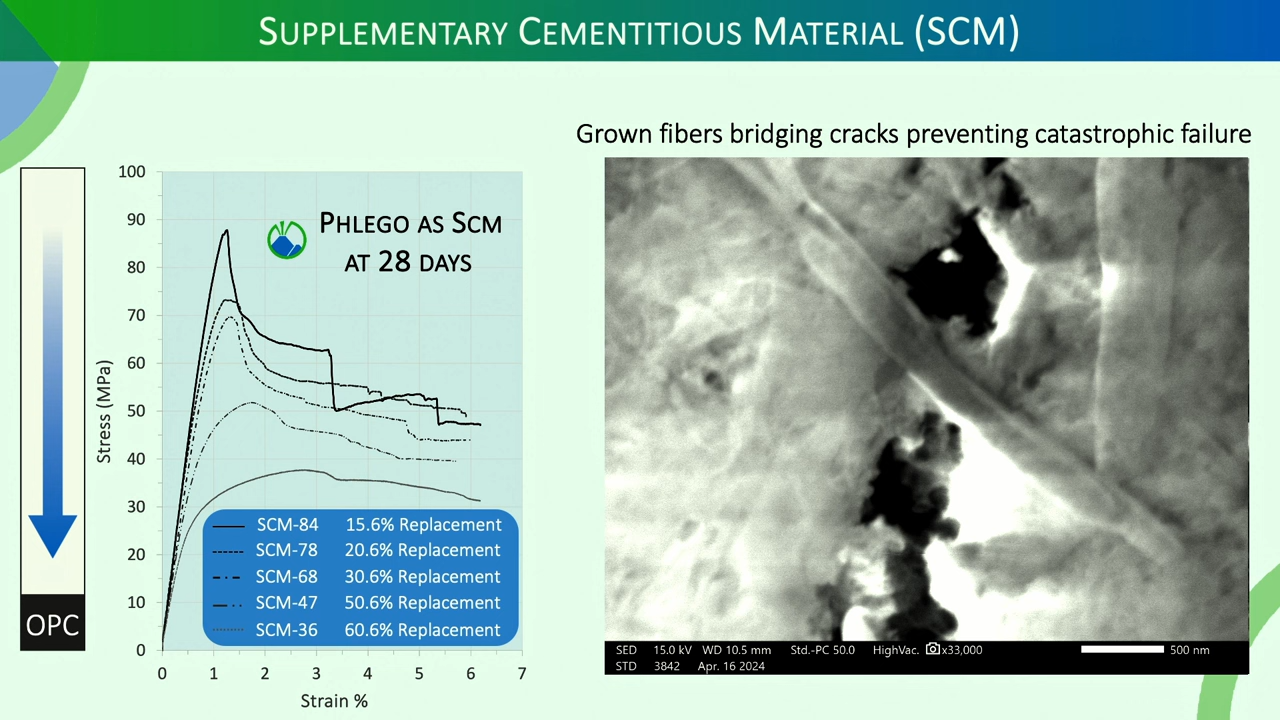 SUPPLEMENTARY CEMENTITIOUS MATERIAL (SCM)
Grown fibers bridging cracks preventing catastrophic failure
PHLEGO AS SCM
AT 28 DAYS
100
90
80
70
60
50
40
30
20
10
0
Stress (MPa)
0 1 2 3 4 5 6 7
Strain %
SCM-84 15.6% Replacement
SCM-78 20.6% Replacement
SCM-68 30.6% Replacement
SCM-47 50.6% Replacement
SCM-36 60.6% Replacement
OPC
SED 15.0 kV WD 10.5 mm Std.-PC 50.0 HighVac. x33,000 500 nm
STD 3842 Apr. 16 2024